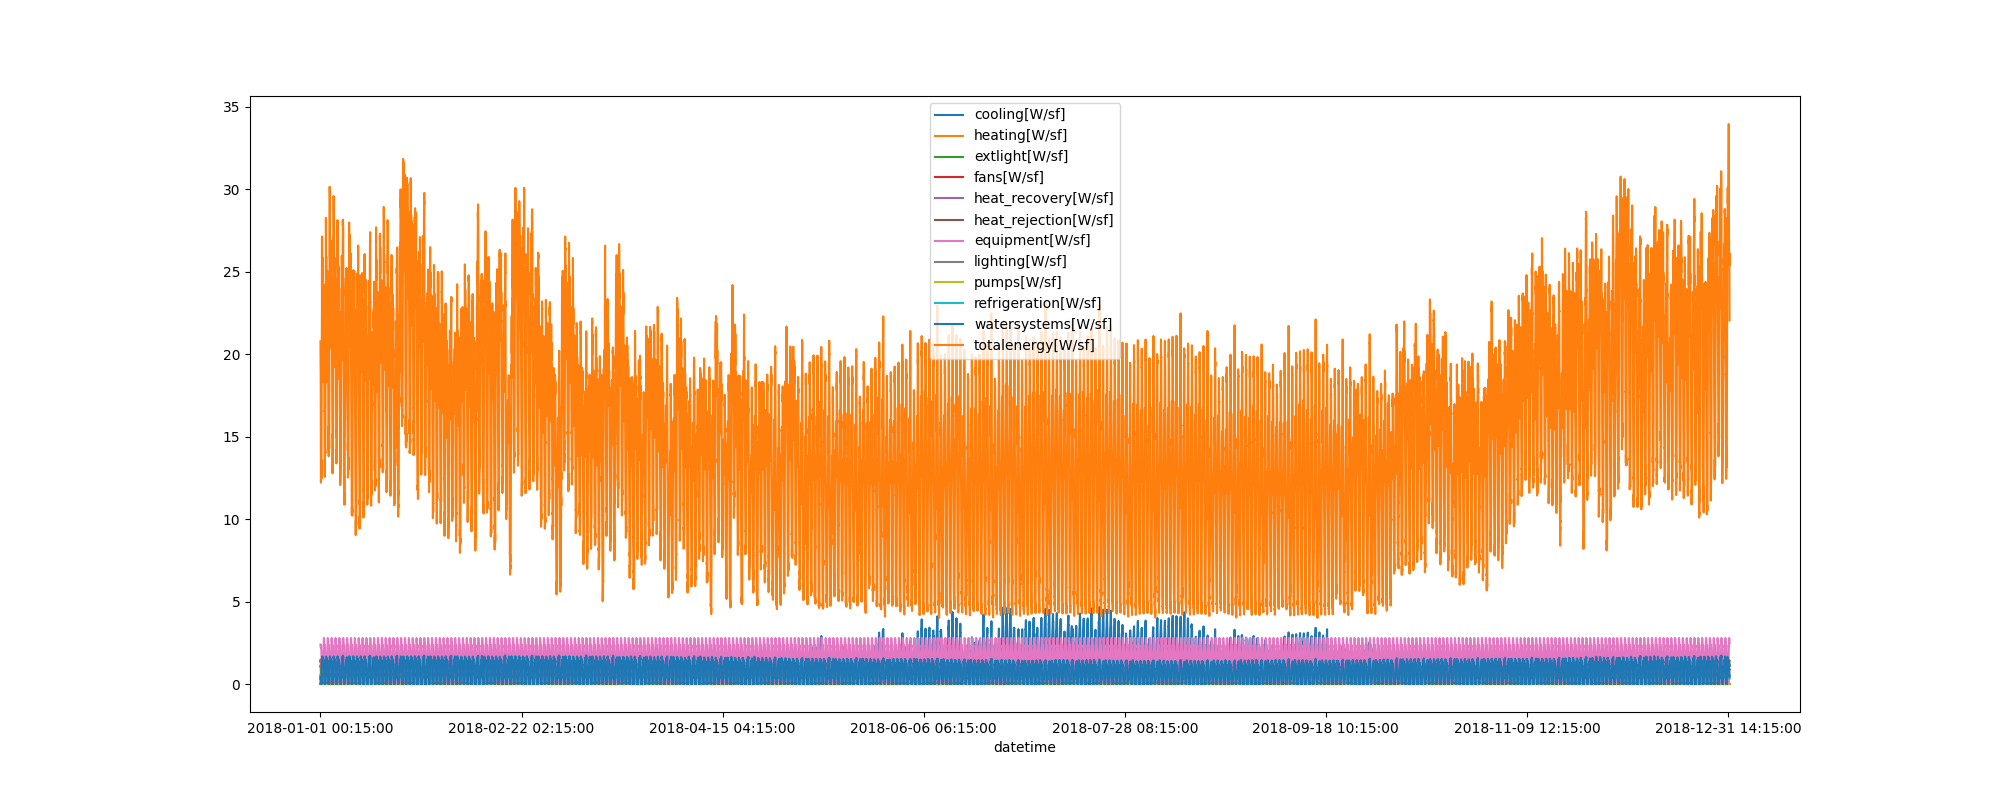 35
30
25
20
15
10
5
0
cooling[W/sf]
heating[W/sf]
extlight[W/sf]
fans[W/sf]
heat_recovery[W/sf]
heat_rejection[W/sf]
equipment[W/sf]
lighting[W/sf]
pumps[W/sf]
refrigeration[W/sf]
watersystems[W/sf]
totalenergy[W/sf]
2018-01-01 00:15:00 2018-02-22 02:15:00 2018-04-15 04:15:00 2018-06-06 06:15:00 2018-07-28 08:15:00 2018-09-18 10:15:00 2018-11-09 12:15:00 2018-12-31 14:15:00
datetime